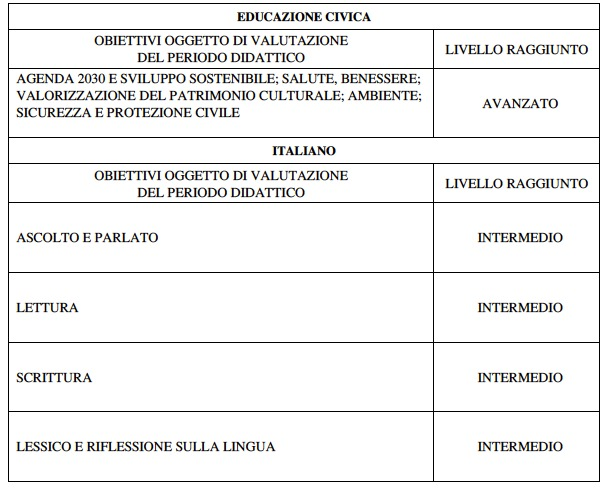 EDUCAZIONE CIVICA
OBIETTIVI OGGETTO DI VALUTAZIONE
DEL PERIODO DIDATTICO
LIVELLO RAGGIUNTO
AGENDA 2030 E SVILUPPO SOSTENIBILE; SALUTE, BENESSERE;
VALORIZZAZIONE DEL PATRIMONIO CULTURALE; AMBIENTE;
SICUREZZA E PROTEZIONE CIVILE
AVANZATO
ITALIANO
OBIETTIVI OGGETTO DI VALUTAZIONE
DEL PERIODO DIDATTICO
LIVELLO RAGGIUNTO
ASCOLTO E PARLATO
INTERMEDIO
LETTURA
INTERMEDIO
SCRITTURA
INTERMEDIO
LESSICO E RIFLESSIONE SULLA LINGUA
INTERMEDIO